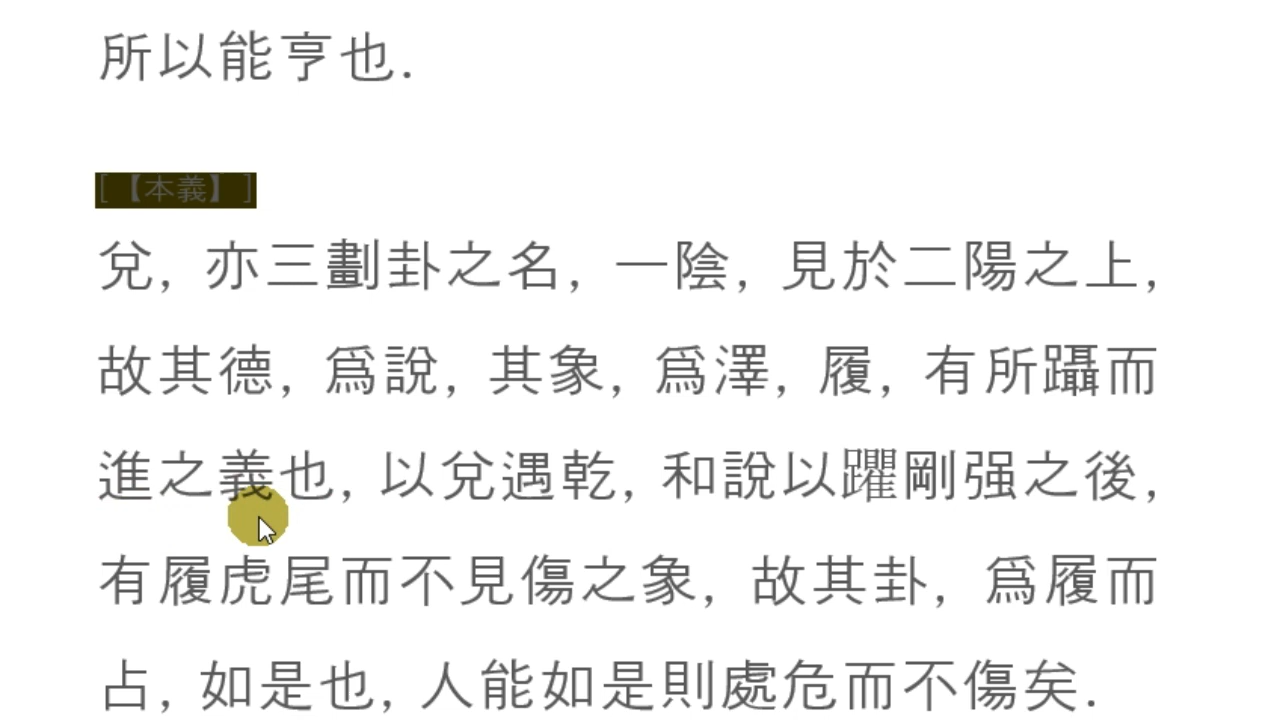 所以能亨也.
[ 【本義】 ]
兌, 亦三劃卦之名, 一陰, 見於二陽之上,
故其德, 爲說, 其象, 爲澤, 履, 有所躡而
進之義也, 以兌遇乾, 和說以躍剛强之後,
有履虎尾而不見傷之象, 故其卦, 爲履而
占, 如是也, 人能如是則處危而不傷矣.